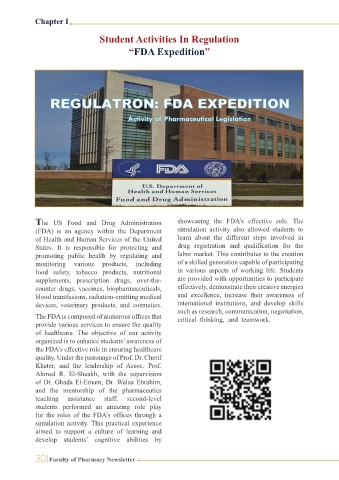 Chapter I
Student Activities In Regulation
“FDA Expedition”
REGULATRON: FDA EXPEDITION
Activity of Pharmaceutical Legislation
FDA
U.S. Department of
Health and Human Services
Food and Drug Administration
The US Food and Drug Administration
(FDA) is an agency within the Department
of Health and Human Services of the United
States. It is responsible for protecting and
promoting public health by regulating and
monitoring various products, including
food safety, tobacco products, nutritional
supplements, prescription drugs, over-the-
counter drugs, vaccines, biopharmaceuticals,
blood transfusions, radiation-emitting medical
devices, veterinary products, and cosmetics.
The FDA is composed of numerous offices that
provide various services to ensure the quality
of healthcare. The objective of our activity
organized is to enhance students' awareness of
the FDA's effective role in ensuring healthcare
quality. Under the patronage of Prof. Dr. Cherif
Khater, and the leadership of Assoc. Prof.
Ahmed R. El-Sheakh, with the supervision
of Dr. Ghada El-Emam, Dr. Walaa Ebrahim,
and the mentorship of the pharmaceutics
teaching assistance staff, second-level
students performed an amazing role play
for the roles of the FDA's offices through a
simulation activity. This practical experience
aimed to support a culture of learning and
develop students' cognitive abilities by
showcasing the FDA's effective role. The
simulation activity also allowed students to
learn about the different steps involved in
drug registration and qualification for the
labor market. This contributes to the creation
of a skilled generation capable of participating
in various aspects of working life. Students
are provided with opportunities to participate
effectively, demonstrate their creative energies
and excellence, increase their awareness of
international institutions, and develop skills
such as research, communication, negotiation,
critical thinking, and teamwork.
30 Faculty of Pharmacy Newsletter